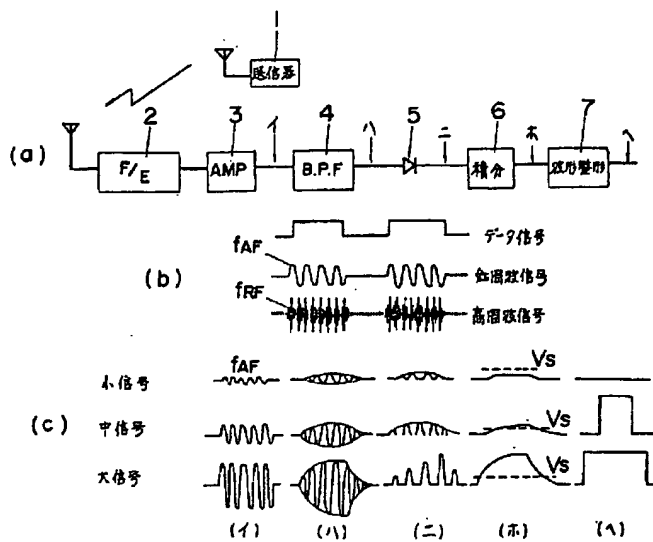 送信器
2 3 イ 4 ハ 5 ニ 6 ホ 7 ヘ
(a) F/E AMP B.P.F 積分 波形整形
データ信号
(b) fAF 低周波信号
fRF 高周波信号
小信号 fAF Vs
(c) 中信号 Vs
大信号 Vs
(イ) (ハ) (ニ) (ホ) (ヘ)